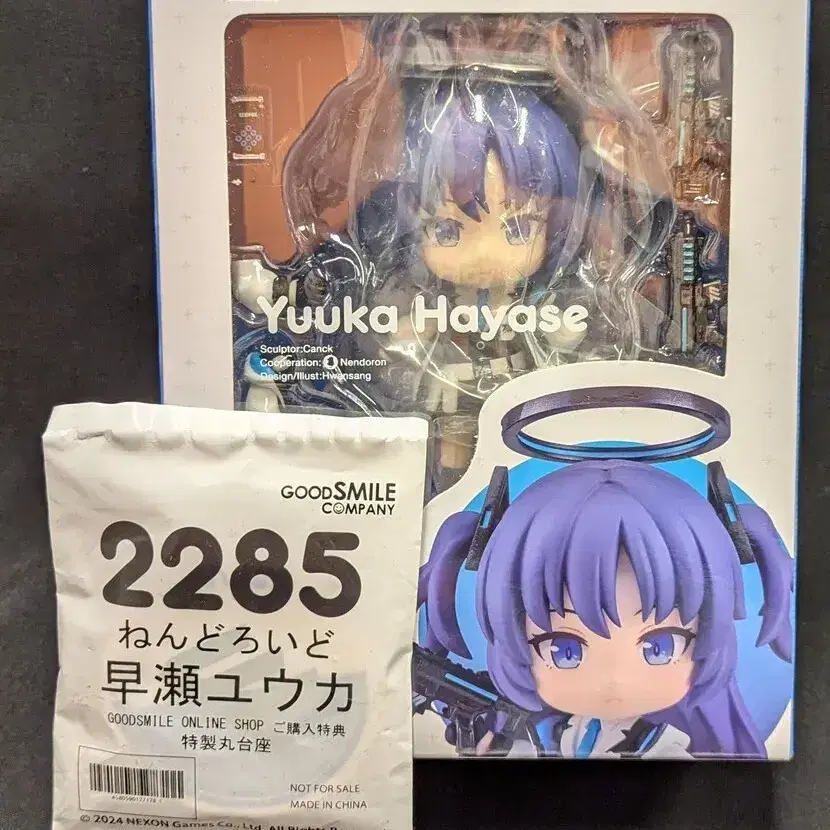 Yuuka Hayase
Sculptor:Canck
Cooperation: Nendoron
Design/Illust:Hwansang
GOODSMILE
COMPANY
2285
ねんどろいど
早瀬ユウカ
GOODSMILE ONLINE SHOP ご購入特典
特製丸台座
NOT FOR SALE
MADE IN CHINA
© 2024 NEXON Games Co., Ltd. All Rights